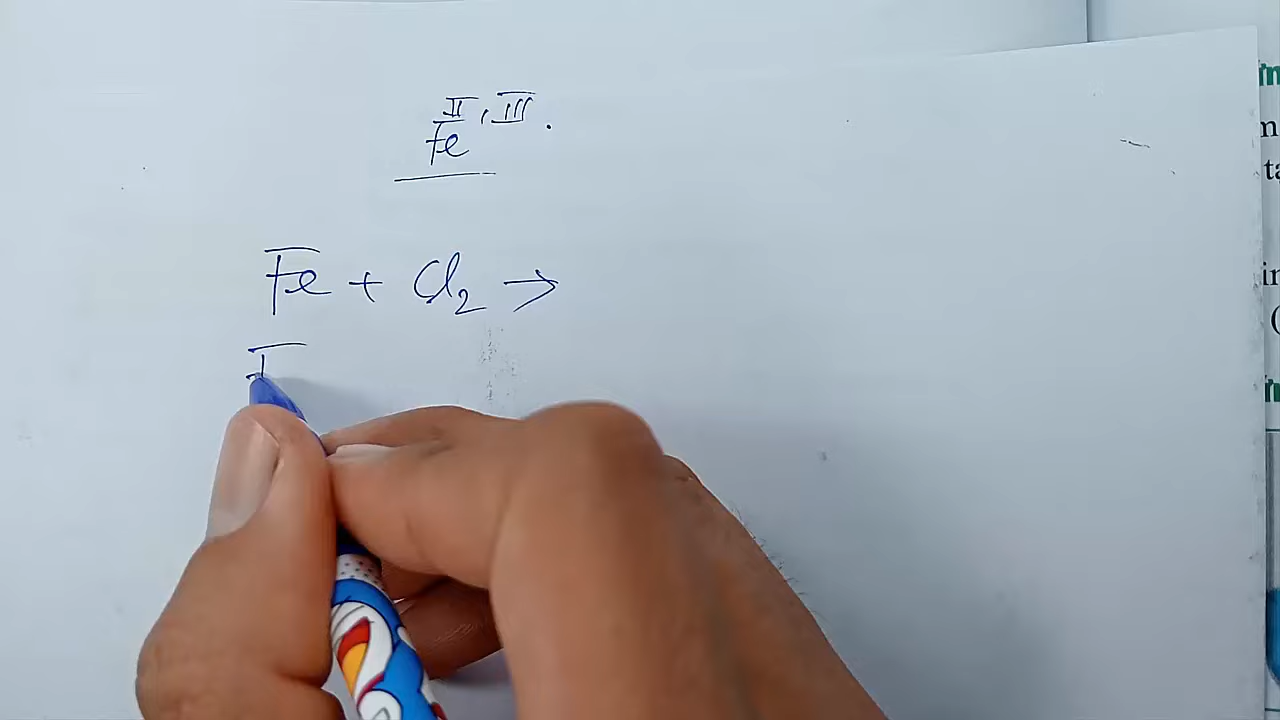 II, III.
Fe
Fe + Cl₂ →
F